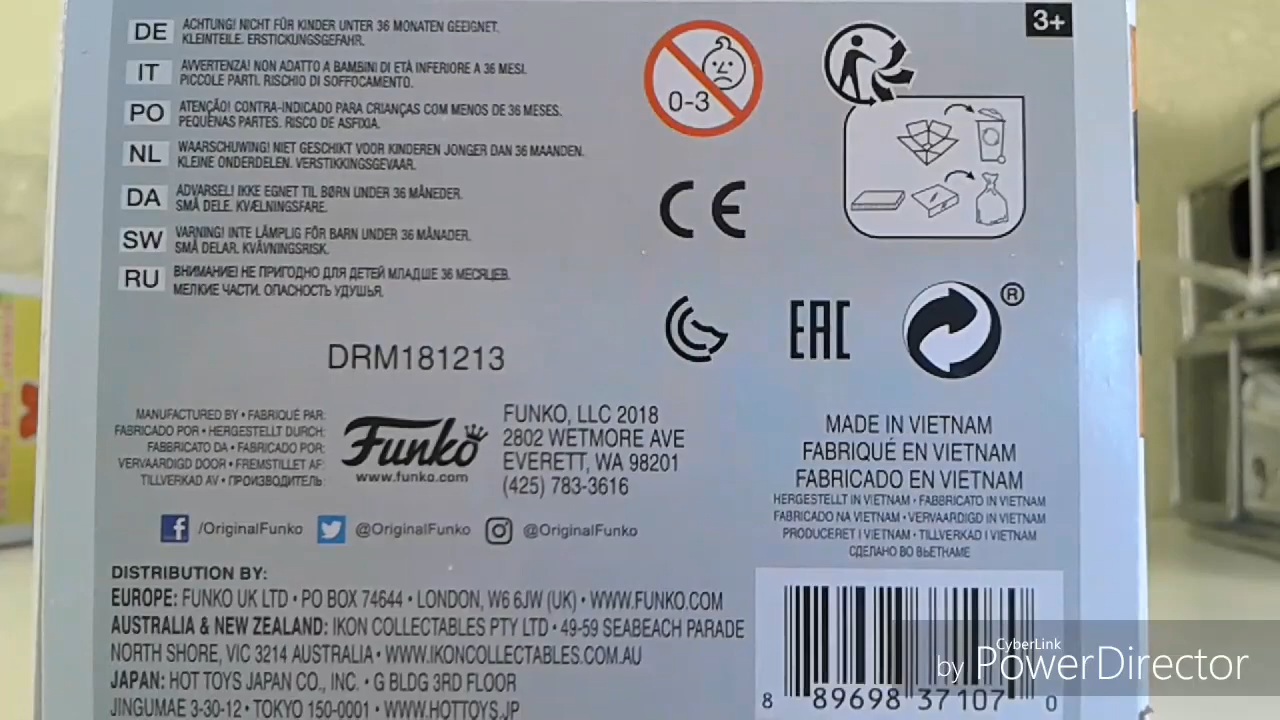 3+
DE ACHTUNG! NICHT FÜR KINDER UNTER 36 MONATEN GEEIGNET.
KLEINTEILE. ERSTICKUNGSGEFAHR.
IT AVVERTENZA! NON ADATTO A BAMBINI DI ETÀ INFERIORE A 36 MESI.
PICCOLE PARTI. RISCHIO DI SOFFOCAMENTO.
PO ATENÇÃO! CONTRA-INDICADO PARA CRIANÇAS COM MENOS DE 36 MESES.
PEQUENAS PARTES. RISCO DE ASFIXIA.
NL WAARSCHUWING! NIET GESCHIKT VOOR KINDEREN JONGER DAN 36 MAANDEN.
KLEINE ONDERDELEN. VERSTIKKINGSGEVAAR.
DA ADVARSEL! IKKE EGNET TIL BØRN UNDER 36 MÅNEDER.
SMÅ DELE. KVÆLNINGSFARE.
SW VARNING! INTE LÄMPLIG FÖR BARN UNDER 36 MÅNADER.
SMÅ DELAR. KVÄVNINGSRISK.
RU ВНИМАНИЕ! НЕ ПРИГОДНО ДЛЯ ДЕТЕЙ МЛАДШЕ 36 МЕСЯЦЕВ.
МЕЛКИЕ ЧАСТИ. ОПАСНОСТЬ УДУШЬЯ.
0-3
CE
EAC
®
DRM181213
MANUFACTURED BY • FABRIQUÉ PAR:
FABRICADO POR • HERGESTELLT DURCH:
FABBRICATO DA • FABRICADO POR:
VERVAARDIGD DOOR • FREMSTILLET AF:
TILLVERKAD AV • ПРОИЗВОДИТЕЛЬ:
Funko
www.funko.com
FUNKO, LLC 2018
2802 WETMORE AVE
EVERETT, WA 98201
(425) 783-3616
MADE IN VIETNAM
FABRIQUÉ EN VIETNAM
FABRICADO EN VIETNAM
HERGESTELLT IN VIETNAM • FABBRICATO IN VIETNAM
FABRICADO NA VIETNAM • VERVAARDIGD IN VIETNAM
PRODUCERET I VIETNAM • TILLVERKAD I VIETNAM
СДЕЛАНО ВО ВЬЕТНАМЕ
/OriginalFunko @OriginalFunko @OriginalFunko
DISTRIBUTION BY:
EUROPE: FUNKO UK LTD • PO BOX 74644 • LONDON, W6 6JW (UK) • WWW.FUNKO.COM
AUSTRALIA & NEW ZEALAND: IKON COLLECTABLES PTY LTD • 49-59 SEABEACH PARADE
NORTH SHORE, VIC 3214 AUSTRALIA • WWW.IKONCOLLECTABLES.COM.AU
JAPAN: HOT TOYS JAPAN CO., INC. • G BLDG 3RD FLOOR
JINGUMAE 3-30-12 • TOKYO 150-0001 • WWW.HOTTOYS.JP
8 89698 37107 0
CyberLink
by PowerDirector